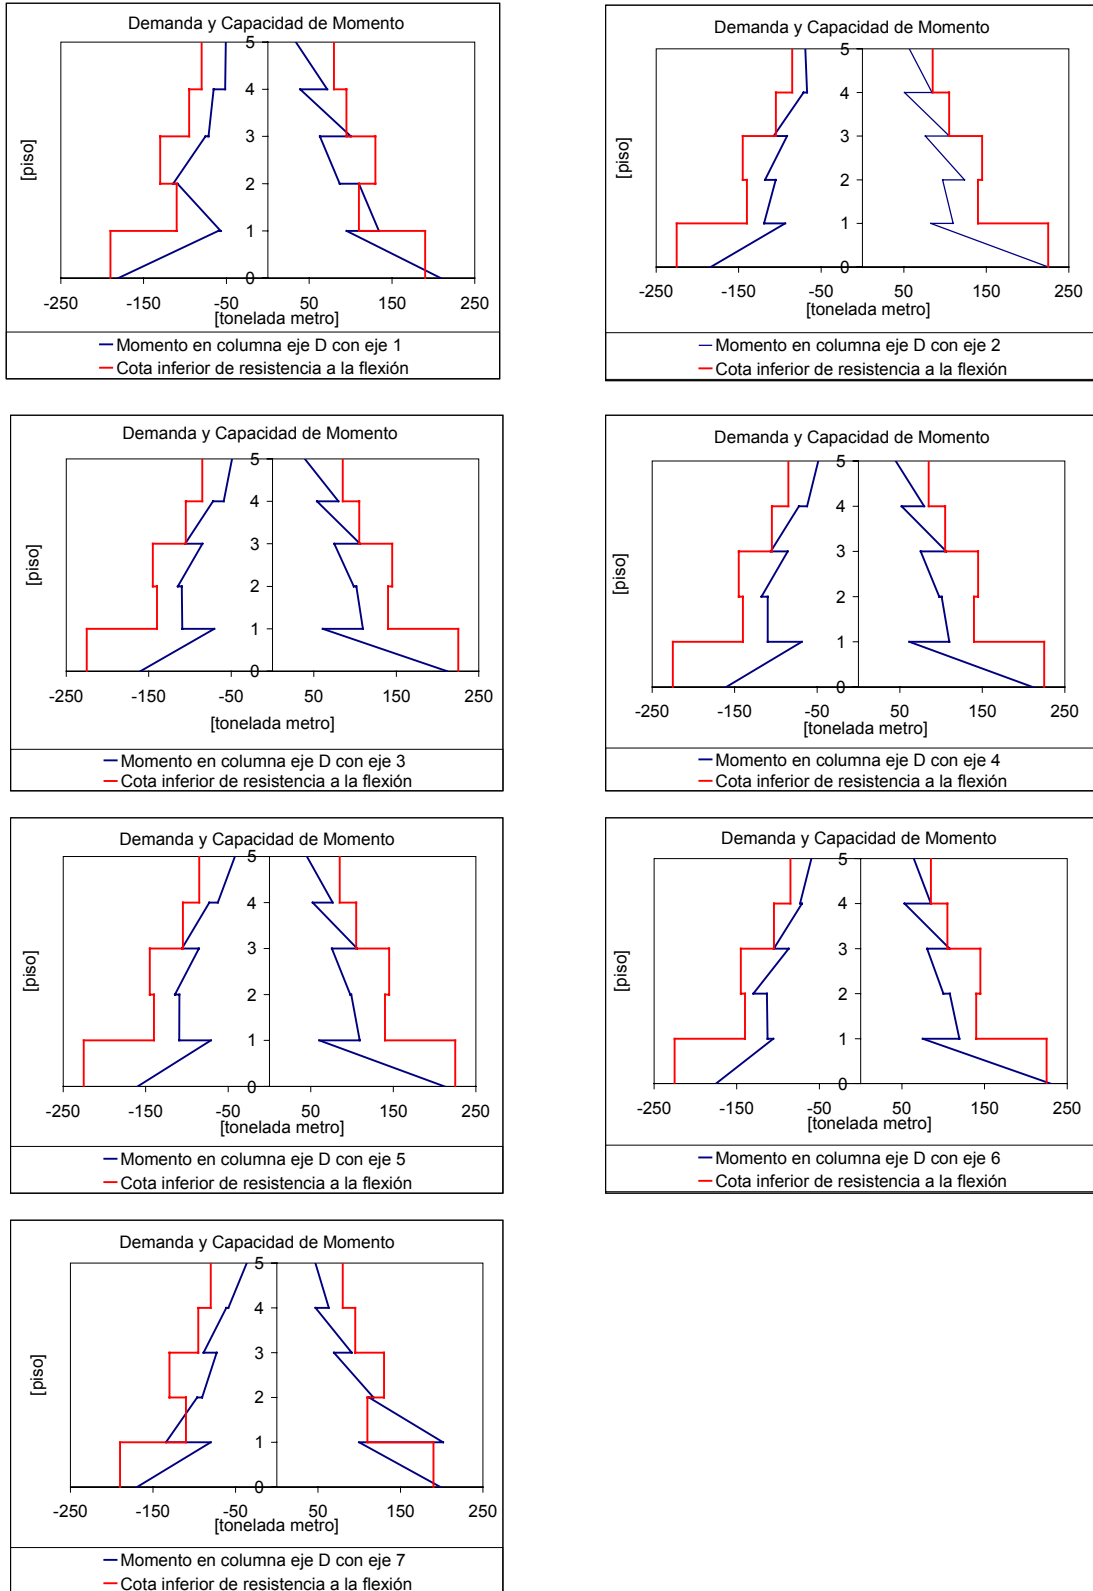 Demanda y Capacidad de Momento
5
4
3
2
1
0
[piso]
-250 -150 -50 50 150 250
[tonelada metro]
Momento en columna eje D con eje 1
Cota inferior de resistencia a la flexión
Demanda y Capacidad de Momento
5
4
3
2
1
0
[piso]
-250 -150 -50 50 150 250
[tonelada metro]
Momento en columna eje D con eje 2
Cota inferior de resistencia a la flexión
Demanda y Capacidad de Momento
5
4
3
2
1
0
[piso]
-250 -150 -50 50 150 250
[tonelada metro]
Momento en columna eje D con eje 3
Cota inferior de resistencia a la flexión
Demanda y Capacidad de Momento
5
4
3
2
1
0
[piso]
-250 -150 -50 50 150 250
[tonelada metro]
Momento en columna eje D con eje 4
Cota inferior de resistencia a la flexión
Demanda y Capacidad de Momento
5
4
3
2
1
0
[piso]
-250 -150 -50 50 150 250
[tonelada metro]
Momento en columna eje D con eje 5
Cota inferior de resistencia a la flexión
Demanda y Capacidad de Momento
5
4
3
2
1
0
[piso]
-250 -150 -50 50 150 250
[tonelada metro]
Momento en columna eje D con eje 6
Cota inferior de resistencia a la flexión
Demanda y Capacidad de Momento
5
4
3
2
1
0
[piso]
-250 -150 -50 50 150 250
[tonelada metro]
Momento en columna eje D con eje 7
Cota inferior de resistencia a la flexión